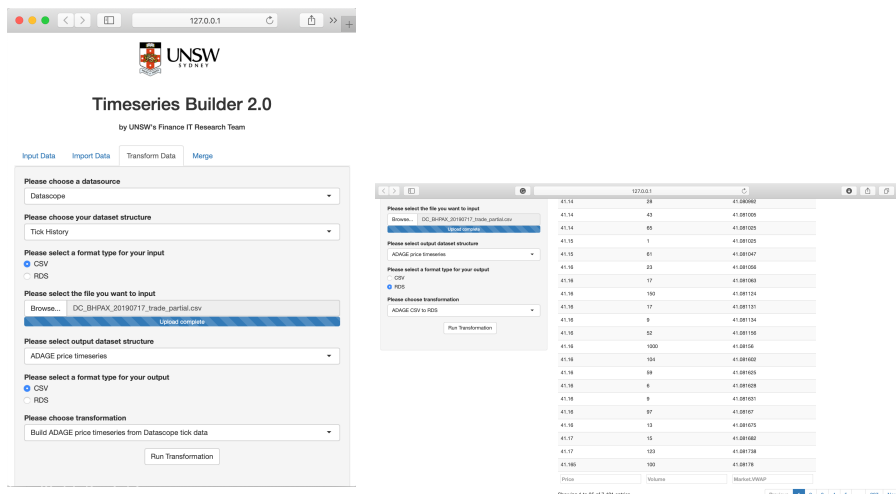 127.0.0.1
UNSW
SYDNEY
Timeseries Builder 2.0
by UNSW's Finance IT Research Team
Input Data Import Data Transform Data Merge
Please choose a datasource
Datascope
Please choose your dataset structure
Tick History
Please select a format type for your input
CSV
RDS
Please select the file you want to input
Browse... DC_BHPAX_20190717_trade_partial.csv
Upload complete
Please select output dataset structure
ADAGE price timeseries
Please select a format type for your output
CSV
RDS
Please choose transformation
Build ADAGE price timeseries from Datascope tick data
Run Transformation
127.0.0.1
Please select the file you want to input
Browse... DC_BHPAX_20190717_trade_partial.csv
Upload complete
Please select output dataset structure
ADAGE price timeseries
Please select a format type for your output
CSV
RDS
Please choose transformation
ADAGE CSV to RDS
Run Transformation
41.14 28 41.080992
41.14 43 41.081005
41.14 65 41.081025
41.15 1 41.081025
41.15 61 41.081047
41.16 23 41.081056
41.16 17 41.081063
41.16 150 41.081124
41.16 17 41.081131
41.16 9 41.081134
41.16 52 41.081156
41.16 1000 41.08156
41.16 104 41.081602
41.16 59 41.081625
41.16 6 41.081628
41.16 9 41.081631
41.16 97 41.08167
41.16 13 41.081675
41.17 15 41.081682
41.17 123 41.081738
41.165 100 41.08178
Price Volume Market.VWAP